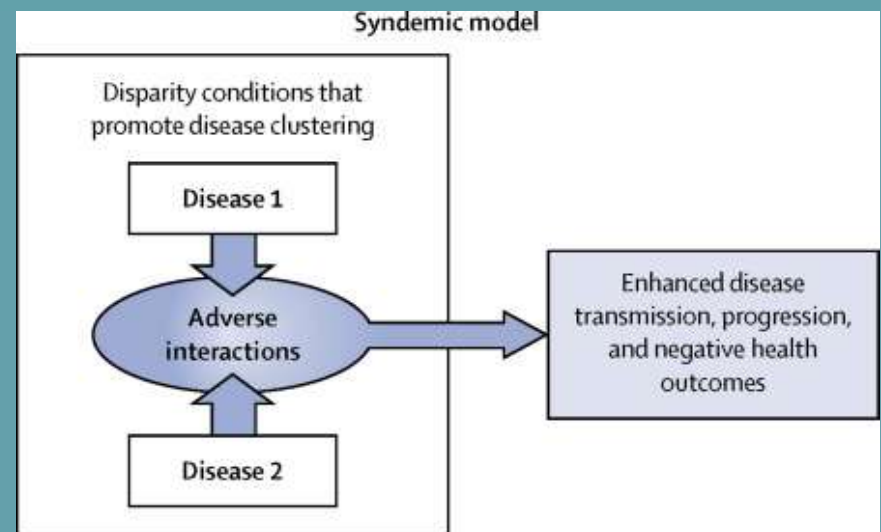 Syndemic model
Disparity conditions that
promote disease clustering
Disease 1
Adverse
interactions
Disease 2
Enhanced disease
transmission, progression,
and negative health
outcomes